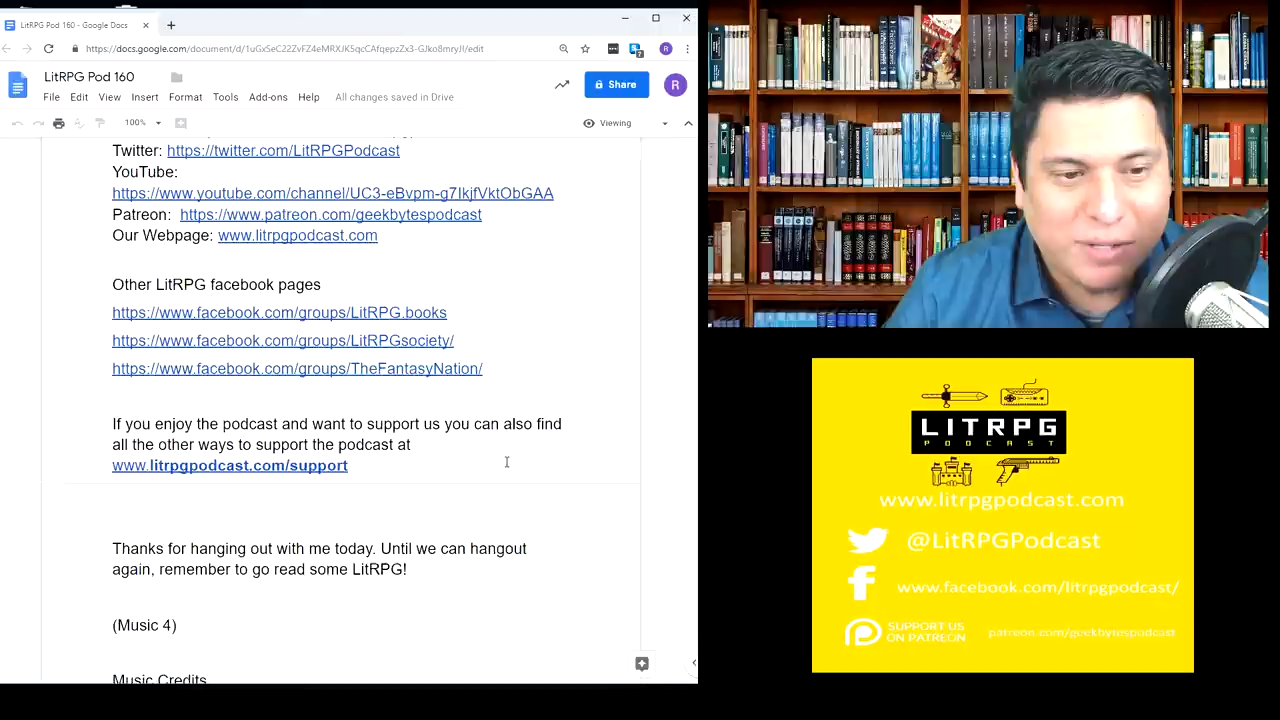 LitRPG Pod 160 - Google Docs
https://docs.google.com/document/d/1uGxSeC22ZvFZ4eMRXJK5qcCAfqepzZx3-GJko8mryJI/edit
R
LitRPG Pod 160
Share
R
File Edit View Insert Format Tools Add-ons Help All changes saved in Drive
100%
Viewing
Twitter: https://twitter.com/LitRPGPodcast
YouTube:
https://www.youtube.com/channel/UC3-eBvpm-g7IkjfVktObGAA
Patreon: https://www.patreon.com/geekbytespodcast
Our Webpage: www.litrpgpodcast.com
Other LitRPG facebook pages
https://www.facebook.com/groups/LitRPG.books
https://www.facebook.com/groups/LitRPGsociety/
https://www.facebook.com/groups/TheFantasyNation/
If you enjoy the podcast and want to support us you can also find
all the other ways to support the podcast at
www.litrpgpodcast.com/support
Thanks for hanging out with me today. Until we can hangout
again, remember to go read some LitRPG!
(Music 4)
Music Credits
LITRPG
PODCAST
www.litrpgpodcast.com
@LitRPGPodcast
www.facebook.com/litrpgpodcast/
SUPPORT US
ON PATREON
patreon.com/geekbytespodcast